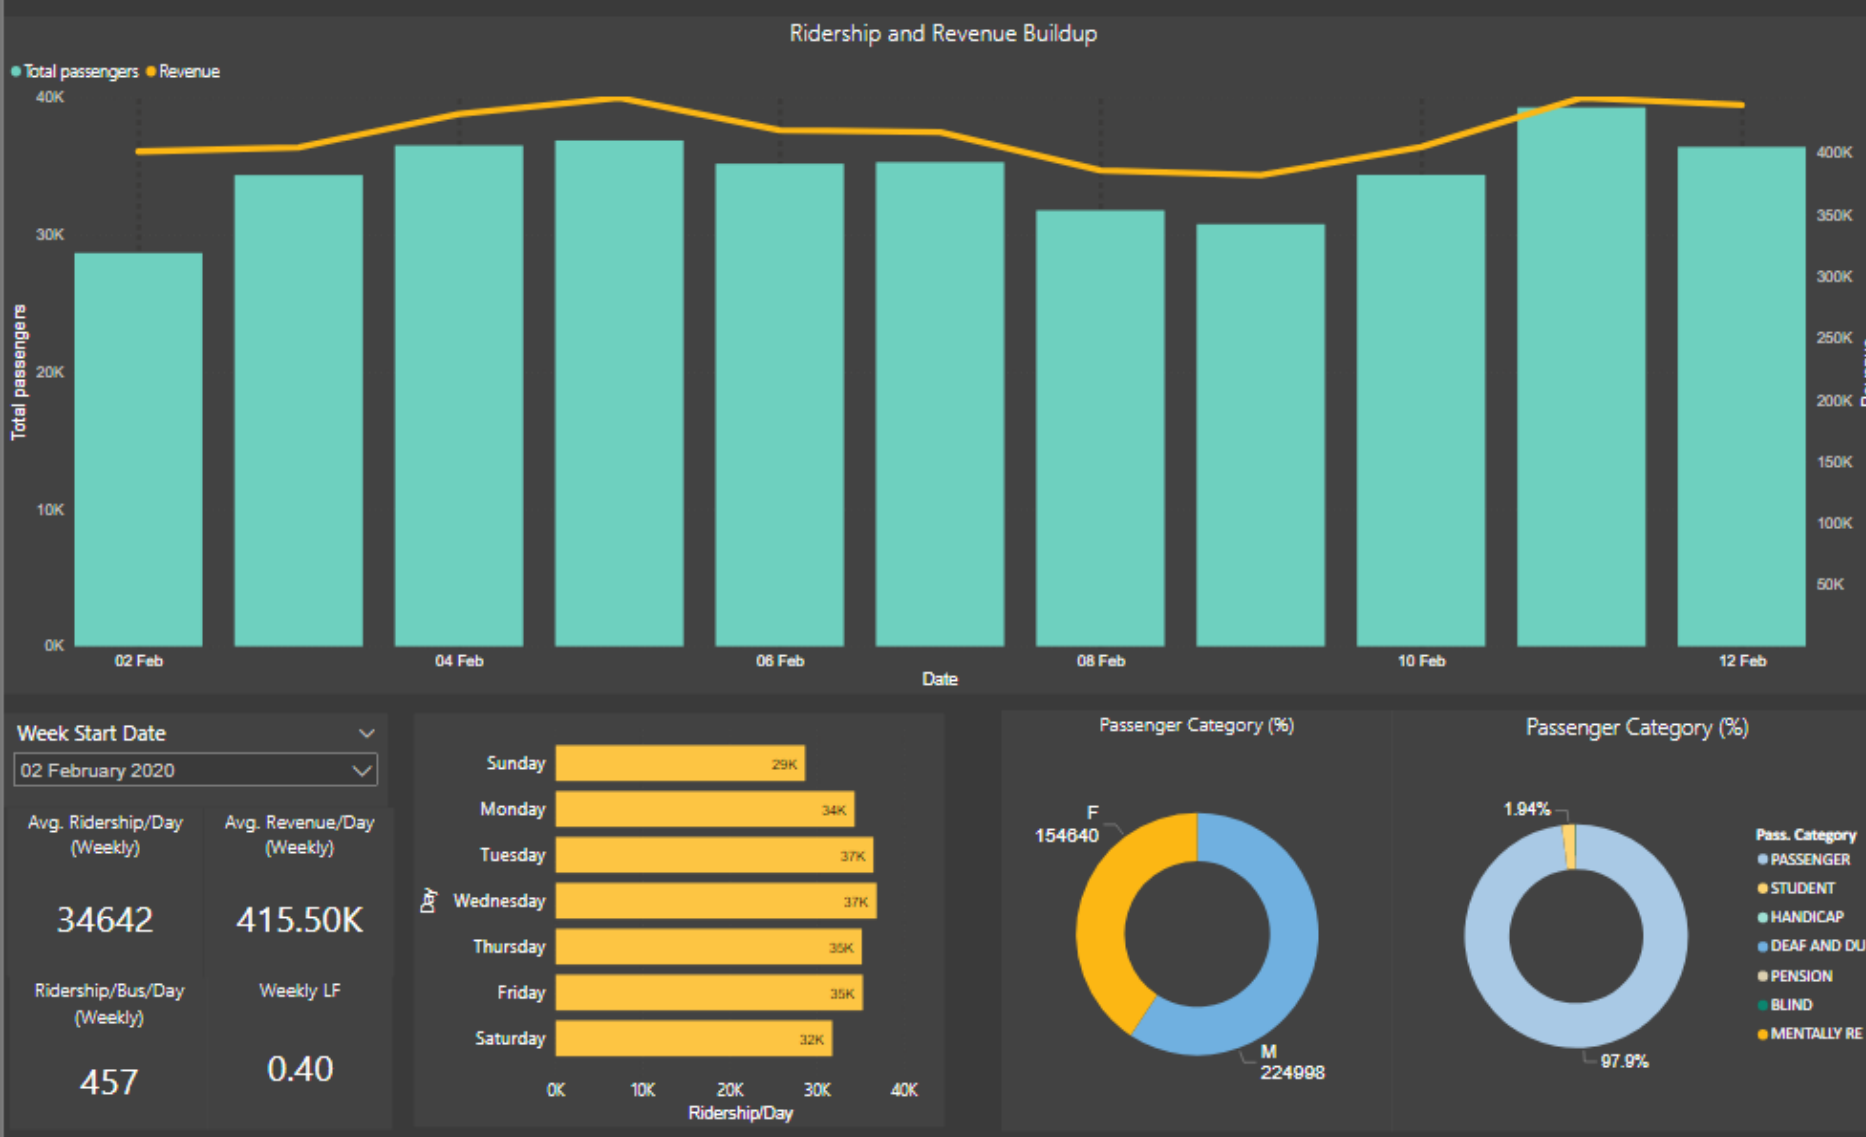 Ridership and Revenue Buildup
Total passengers Revenue
40K
30K
20K
10K
0K
Total passengers
400K
350K
300K
250K
200K
150K
100K
50K
02 Feb 04 Feb 06 Feb 08 Feb 10 Feb 12 Feb
Date
Week Start Date
02 February 2020
Avg. Ridership/Day
(Weekly)
34642
Avg. Revenue/Day
(Weekly)
415.50K
Ridership/Bus/Day
(Weekly)
457
Weekly LF
0.40
Day
Sunday 29K
Monday 34K
Tuesday 37K
Wednesday 37K
Thursday 35K
Friday 35K
Saturday 32K
0K 10K 20K 30K 40K
Ridership/Day
Passenger Category (%)
F
154640
M
224998
Passenger Category (%)
1.94%
97.9%
Pass. Category
PASSENGER
STUDENT
HANDICAP
DEAF AND DU
PENSION
BLIND
MENTALLY RE